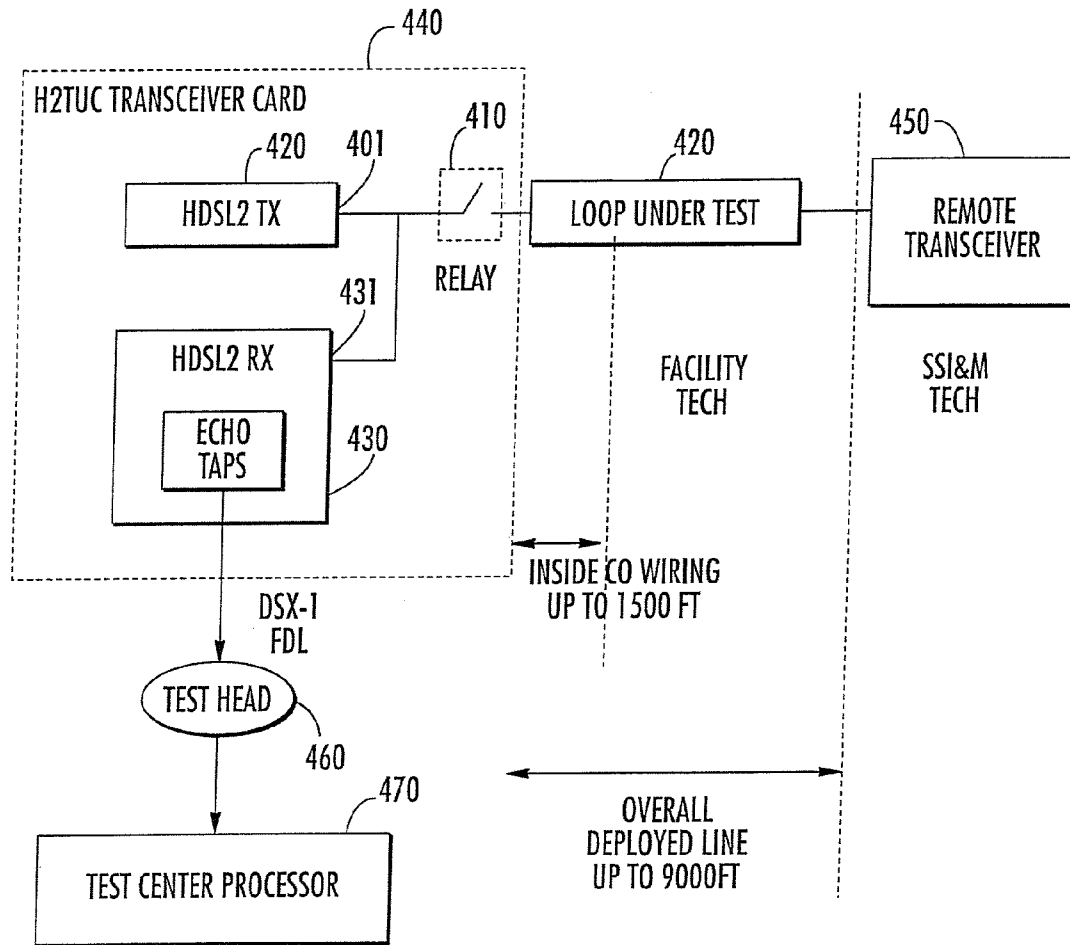 440
H2TUC TRANSCEIVER CARD
420
401
410
420
450
HDSL2 TX
LOOP UNDER TEST
REMOTE
TRANSCEIVER
RELAY
431
HDSL2 RX
ECHO
TAPS
430
FACILITY
TECH
SSI&M
TECH
INSIDE CO WIRING
UP TO 1500 FT
DSX-1
FDL
TEST HEAD
460
470
TEST CENTER PROCESSOR
OVERALL
DEPLOYED LINE
UP TO 9000FT